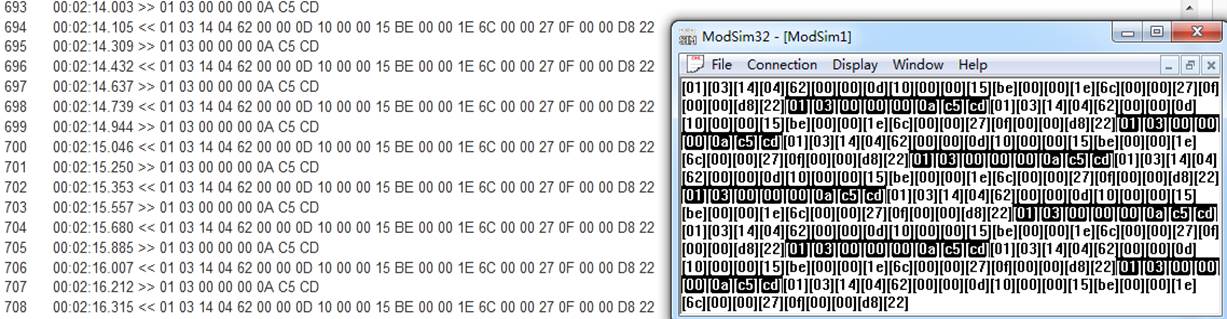 693 00:02:14.003 >> 01 03 00 00 00 0A C5 CD
694 00:02:14.105 << 01 03 14 04 62 00 00 0D 10 00 00 15 BE 00 00 1E 6C 00 00 27 0F 00 00 D8 22
695 00:02:14.309 >> 01 03 00 00 00 0A C5 CD
696 00:02:14.432 << 01 03 14 04 62 00 00 0D 10 00 00 15 BE 00 00 1E 6C 00 00 27 0F 00 00 D8 22
697 00:02:14.637 >> 01 03 00 00 00 0A C5 CD
698 00:02:14.739 << 01 03 14 04 62 00 00 0D 10 00 00 15 BE 00 00 1E 6C 00 00 27 0F 00 00 D8 22
699 00:02:14.944 >> 01 03 00 00 00 0A C5 CD
700 00:02:15.046 << 01 03 14 04 62 00 00 0D 10 00 00 15 BE 00 00 1E 6C 00 00 27 0F 00 00 D8 22
701 00:02:15.250 >> 01 03 00 00 00 0A C5 CD
702 00:02:15.353 << 01 03 14 04 62 00 00 0D 10 00 00 15 BE 00 00 1E 6C 00 00 27 0F 00 00 D8 22
703 00:02:15.557 >> 01 03 00 00 00 0A C5 CD
704 00:02:15.680 << 01 03 14 04 62 00 00 0D 10 00 00 15 BE 00 00 1E 6C 00 00 27 0F 00 00 D8 22
705 00:02:15.885 >> 01 03 00 00 00 0A C5 CD
706 00:02:16.007 << 01 03 14 04 62 00 00 0D 10 00 00 15 BE 00 00 1E 6C 00 00 27 0F 00 00 D8 22
707 00:02:16.212 >> 01 03 00 00 00 0A C5 CD
708 00:02:16.315 << 01 03 14 04 62 00 00 0D 10 00 00 15 BE 00 00 1E 6C 00 00 27 0F 00 00 D8 22
ModSim32 - [ModSim1]
File Connection Display Window Help
[01][03][14][04][62][00][00][0d][10][00][00][15][be][00][00][1e][6c][00][00][27][0f]
[00][00][d8][22][01][03][00][00][00][0a][c5][cd][01][03][14][04][62][00][00][0d]
[10][00][00][15][be][00][00][1e][6c][00][00][27][0f][00][00][d8][22][01][03][00][00]
[00][0a][c5][cd][01][03][14][04][62][00][00][0d][10][00][00][15][be][00][00][1e]
[6c][00][00][27][0f][00][00][d8][22][01][03][00][00][00][0a][c5][cd][01][03][14][04]
[62][00][00][0d][10][00][00][15][be][00][00][1e][6c][00][00][27][0f][00][00][d8][22]
[01][03][00][00][00][0a][c5][cd][01][03][14][04][62][00][00][0d][10][00][00][15]
[be][00][00][1e][6c][00][00][27][0f][00][00][d8][22][01][03][00][00][00][0a][c5][cd]
[01][03][14][04][62][00][00][0d][10][00][00][15][be][00][00][1e][6c][00][00][27][0f]
[00][00][d8][22][01][03][00][00][00][0a][c5][cd][01][03][14][04][62][00][00][0d]
[10][00][00][15][be][00][00][1e][6c][00][00][27][0f][00][00][d8][22][01][03][00][00]
[00][0a][c5][cd][01][03][14][04][62][00][00][0d][10][00][00][15][be][00][00][1e]
[6c][00][00][27][0f][00][00][d8][22]